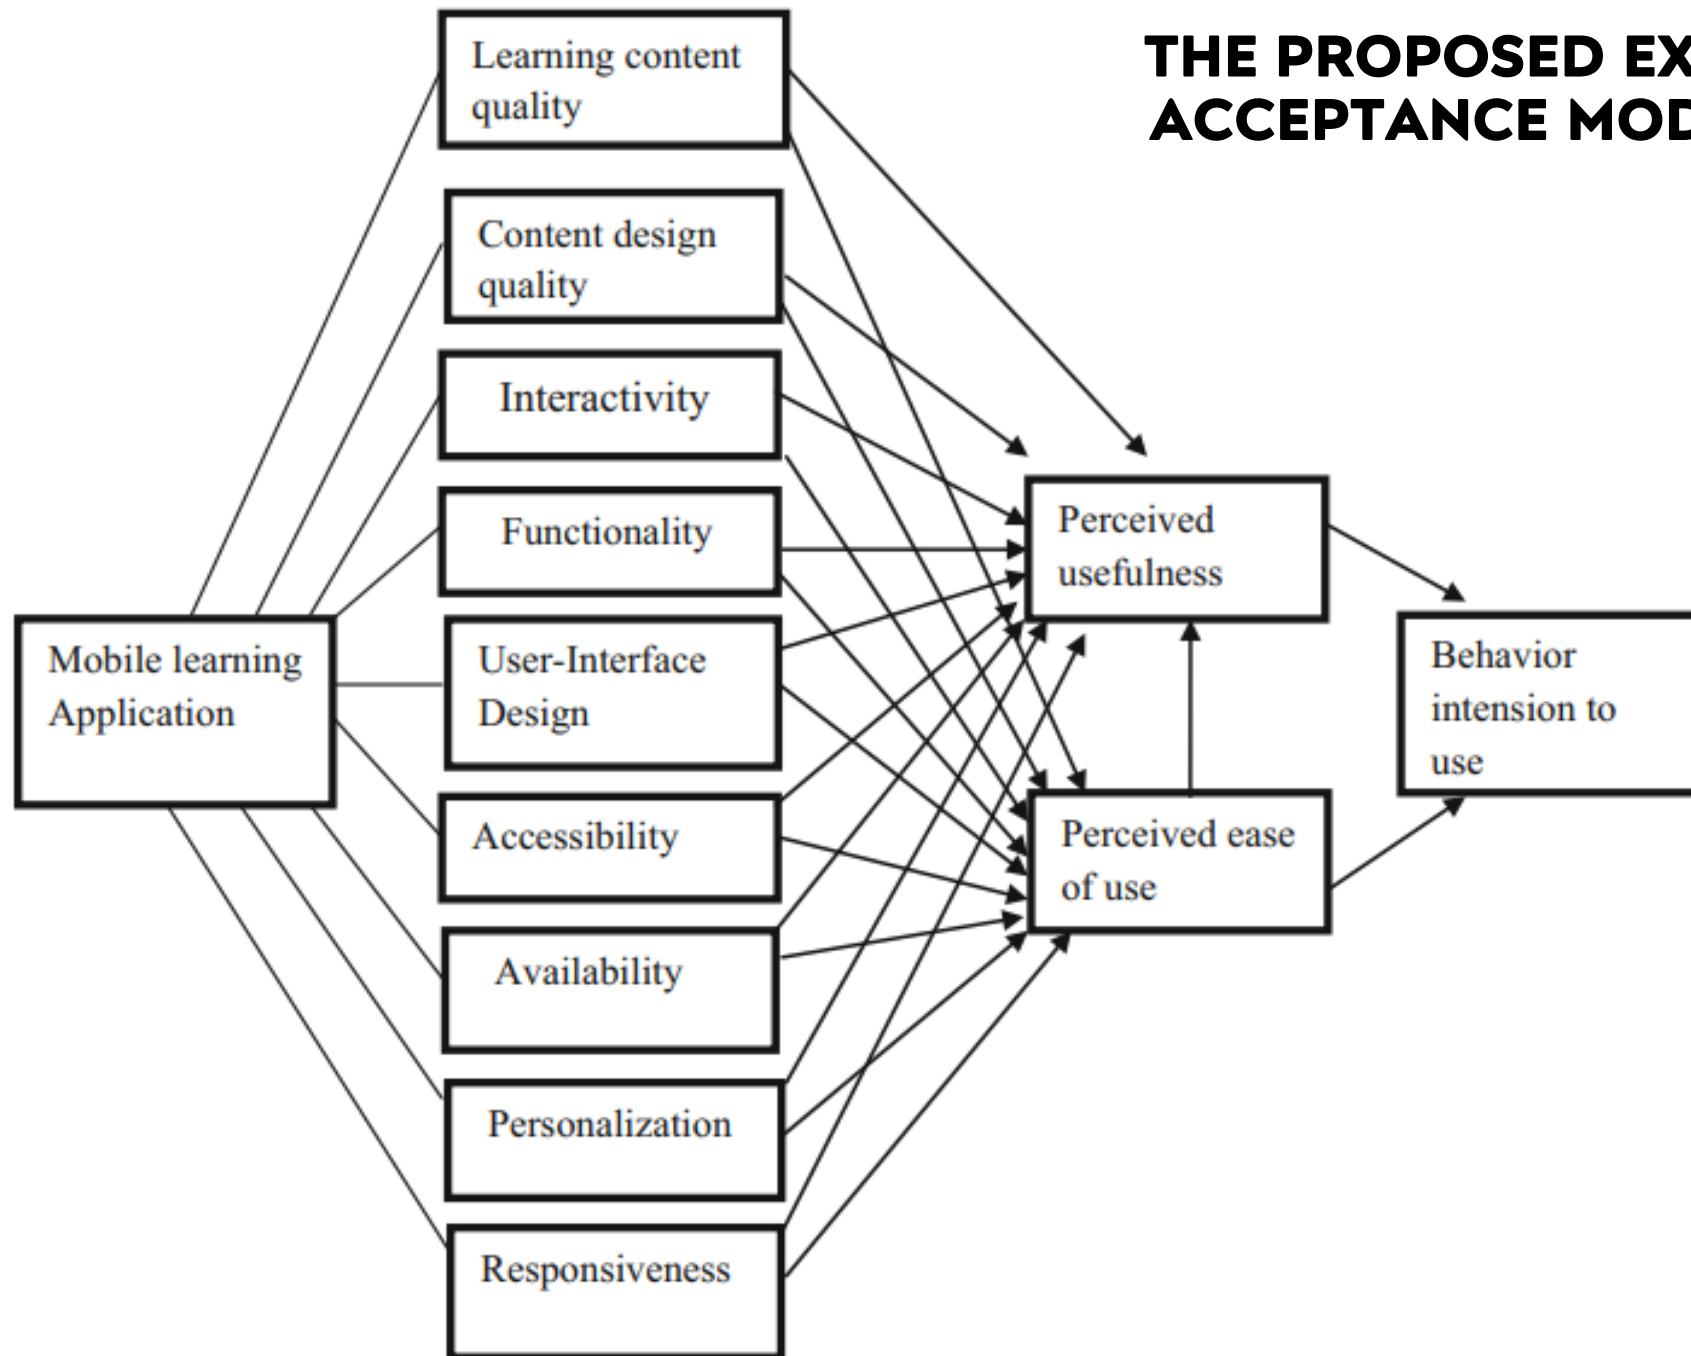 THE PROPOSED EX
ACCEPTANCE MOD
Learning content
quality
Content design
quality
Interactivity
Functionality
User-Interface
Design
Accessibility
Availability
Personalization
Responsiveness
Mobile learning
Application
Perceived
usefulness
Perceived ease
of use
Behavior
intension to
use